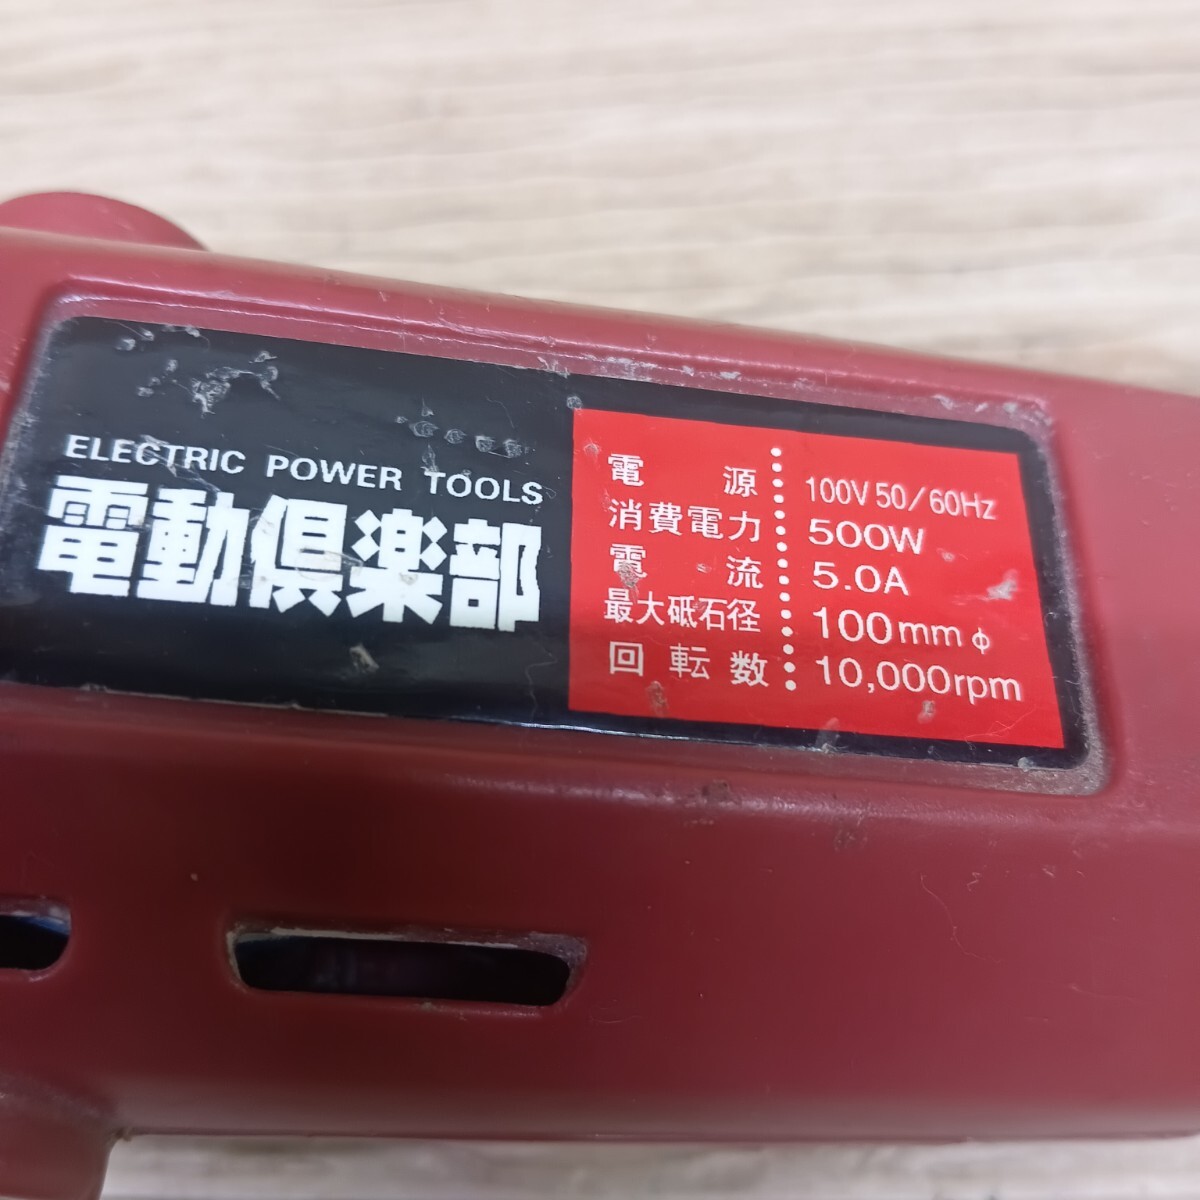 ELECTRIC POWER TOOLS
電動倶楽部
電源 : 100V 50/60Hz
消費電力 : 500W
電流 : 5.0A
最大砥石径 : 100mmφ
回転数 : 10,000rpm